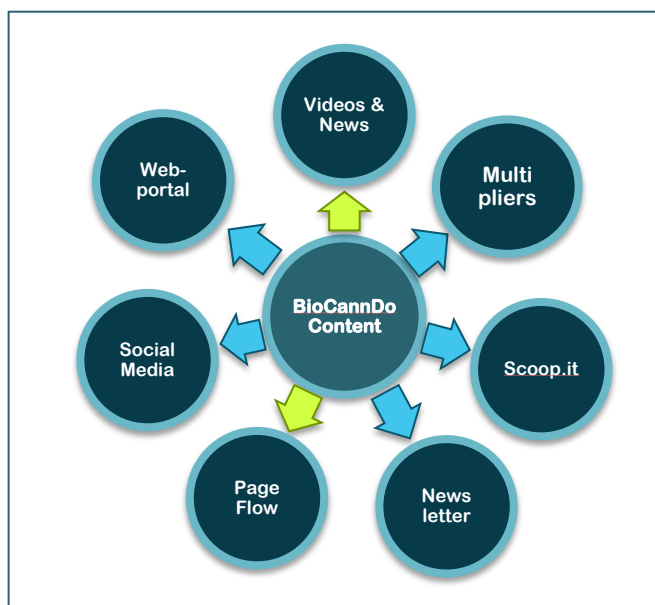 Videos &
News
Multi
pliers
Web-
portal
BioCannDo
Content
Social
Media
Scoop.it
Page
Flow
News
letter